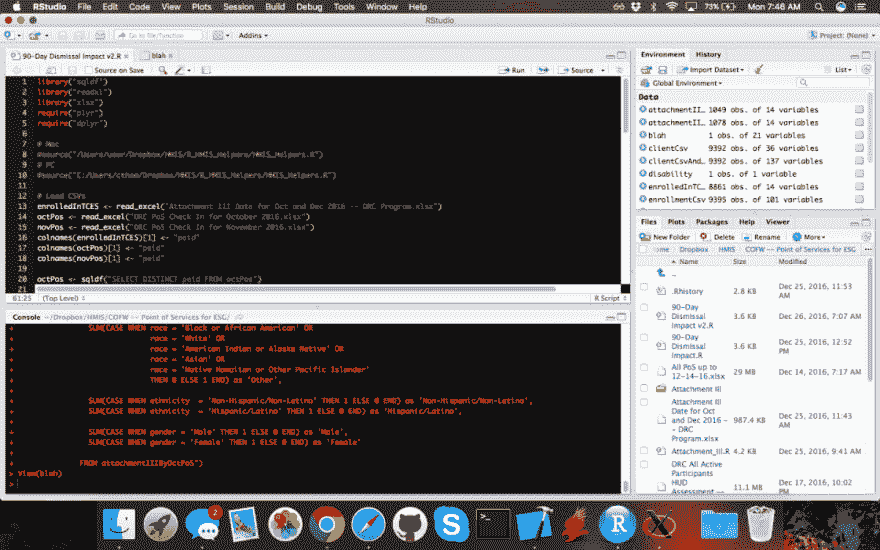 RStudio File Edit Code View Plots Session Build Debug Tools Window Help 73% Mon 7:46 AM
RStudio
Go to file/function Addins Project: (None)
90-Day Dismissal Impact v2.R blah
Source on Save Run Source
1 library("sqldf")
2 library("readxl")
3 library("xlsx")
4 require("plyr")
5 require("dplyr")
6
7 # Mac
8 #source("/Users/user/Dropbox/HMIS/R_HMIS_Helpers/HMIS_Helpers.R")
9 # PC
10 #source("C:/Users/cthom/Dropbox/HMIS/R_HMIS_Helpers/HMIS_Helpers.R")
11
12 # Load CSVs
13 enrolledInTCES <- read_excel("Attachment III Date for Oct and Dec 2016 -- DRC Program.xlsx")
14 octPos <- read_excel("DRC PoS Check In for October 2016.xlsx")
15 novPos <- read_excel("DRC PoS Check In for November 2016.xlsx")
16 colnames(enrolledInTCES)[1] <- "peid"
17 colnames(octPos)[1] <- "peid"
18 colnames(novPos)[1] <- "peid"
19
20 octPos <- sqldf("SELECT DISTINCT peid FROM octPos")
21
61:25 (Top Level) R Script
Console ~/Dropbox/HMIS/COFW -- Point of Services for ESG/
+ SUM(CASE WHEN race = 'Black or African American' OR
+ race = 'White' OR
+ race = 'American Indian or Alaska Native' OR
+ race = 'Asian' OR
+ race = 'Native Hawaiian or Other Pacific Islander'
+ THEN 0 ELSE 1 END) as 'Other',
+
+ SUM(CASE WHEN ethnicity = 'Non-Hispanic/Non-Latino' THEN 1 ELSE 0 END) as 'Non-Hispanic/Non-Latino',
+ SUM(CASE WHEN ethnicity = 'Hispanic/Latino' THEN 1 ELSE 0 END) as 'Hispanic/Latino',
+
+ SUM(CASE WHEN gender = 'Male' THEN 1 ELSE 0 END) as 'Male',
+ SUM(CASE WHEN gender = 'Female' THEN 1 ELSE 0 END) as 'Female'
+
+ FROM attachmentIIIByOctPoS")
> View(blah)
>
Environment History
Import Dataset List
Global Environment
Data
attachmentII… 1049 obs. of 14 variables
attachmentII… 1078 obs. of 14 variables
blah 1 obs. of 21 variables
clientCsv 9392 obs. of 36 variables
clientCsvAnd… 9392 obs. of 137 variables
disability 1 obs. of 1 variable
enrolledInTC… 8861 obs. of 14 variables
enrollmentCsv 9395 obs. of 101 variables
Files Plots Packages Help Viewer
New Folder Delete Rename More
ome Dropbox HMIS COFW -- Point of Services for ESG
Name Size Modified
..
.Rhistory 2.8 KB Dec 25, 2016, 11:53 AM
90-Day Dismissal Impact v2.R 3.6 KB Dec 26, 2016, 7:07 AM
90-Day Dismissal Impact.R 3.6 KB Dec 25, 2016, 12:52 PM
All PoS up to 12-14-16.xlsx 29 MB Dec 14, 2016, 7:17 AM
Attachment III
Attachment III Date for Oct and Dec 2016 -- DRC Program.xlsx 987.4 KB Dec 25, 2016, 11:43 AM
Attachment_III.R 4.2 KB Dec 25, 2016, 9:41 AM
DRC All Active Participants HUD Assessment -- 11.1 MB Dec 17, 2016, 10:02 PM
2
R